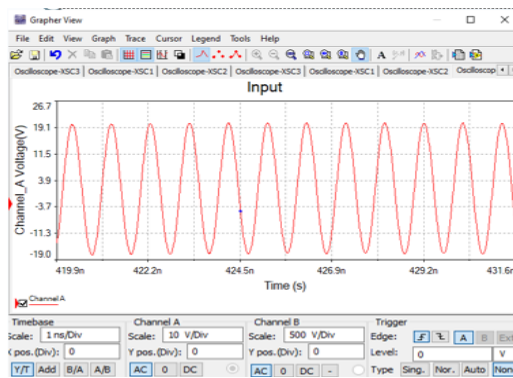 Grapher View
File Edit View Graph Trace Cursor Legend Tools Help
Oscilloscope-XSC3 Oscilloscope-XSC1 Oscilloscope-XSC2 Oscilloscope-XSC3 Oscilloscope-XSC1 Oscilloscope-XSC2 Oscilloscop
Input
Channel_A Voltage(V)
26.7
19.1
11.5
3.9
-3.7
-11.3
-19.0
419.9n 422.2n 424.5n 426.9n 429.2n 431.6n
Time (s)
Channel A
Timebase Channel A Channel B Trigger
Scale: 1 ns/Div Scale: 10 V/Div Scale: 500 V/Div Edge: A B Ext
X pos.(Div): 0 Y pos.(Div): 0 Y pos.(Div): 0 Level: 0 V
Y/T Add B/A A/B AC 0 DC AC 0 DC - Type Sing. Nor. Auto None